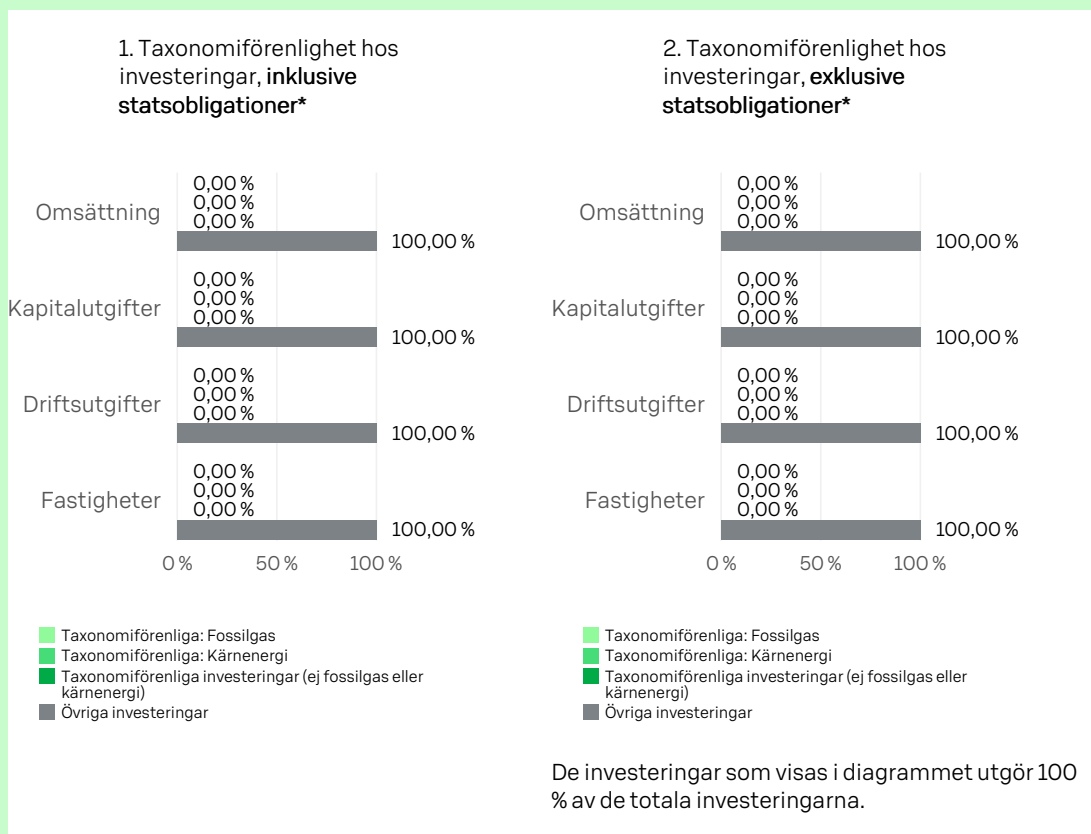 1. Taxonomiförenlighet hos
investeringar, inklusive
statsobligationer*
Omsättning
0,00 %
0,00 %
0,00 %
100,00 %
Kapitalutgifter
0,00 %
0,00 %
0,00 %
100,00 %
Driftsutgifter
0,00 %
0,00 %
0,00 %
100,00 %
Fastigheter
0,00 %
0,00 %
0,00 %
100,00 %
0 % 50 % 100 %
Taxonomiförenliga: Fossilgas
Taxonomiförenliga: Kärnenergi
Taxonomiförenliga investeringar (ej fossilgas eller
kärnenergi)
Övriga investeringar
2. Taxonomiförenlighet hos
investeringar, exklusive
statsobligationer*
Omsättning
0,00 %
0,00 %
0,00 %
100,00 %
Kapitalutgifter
0,00 %
0,00 %
0,00 %
100,00 %
Driftsutgifter
0,00 %
0,00 %
0,00 %
100,00 %
Fastigheter
0,00 %
0,00 %
0,00 %
100,00 %
0 % 50 % 100 %
Taxonomiförenliga: Fossilgas
Taxonomiförenliga: Kärnenergi
Taxonomiförenliga investeringar (ej fossilgas eller
kärnenergi)
Övriga investeringar
De investeringar som visas i diagrammet utgör 100
% av de totala investeringarna.